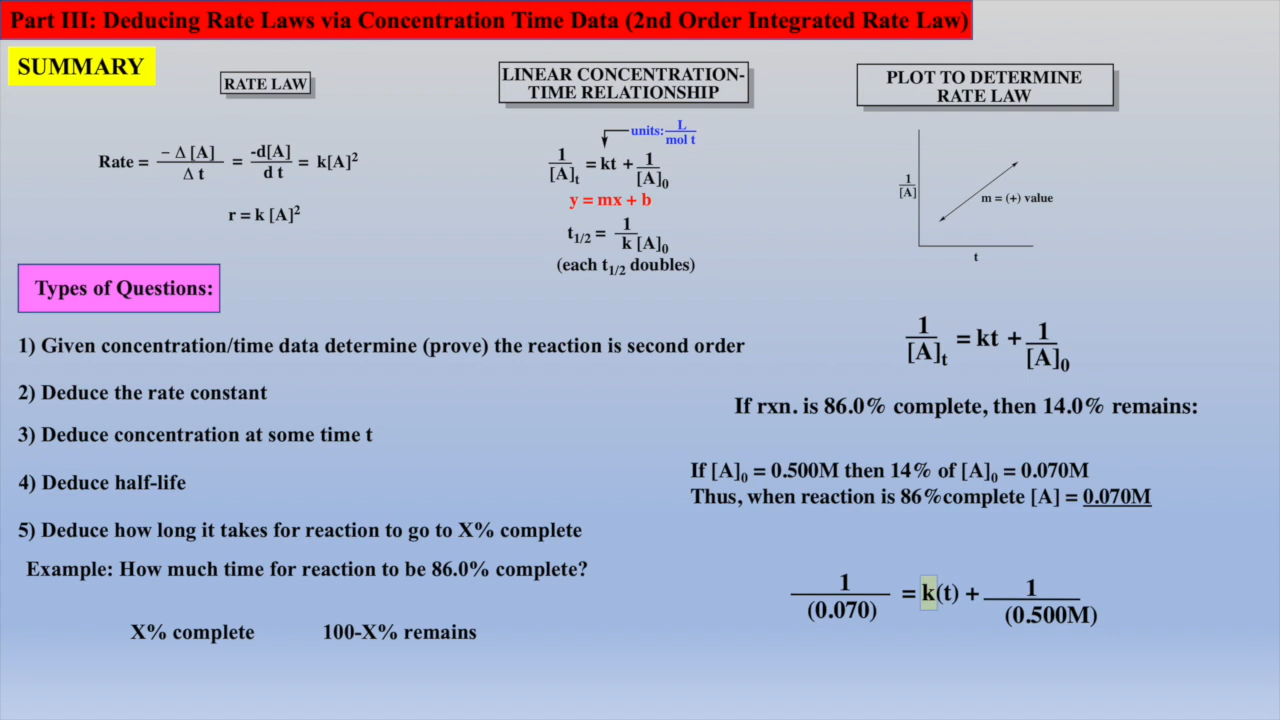 Part III: Deducing Rate Laws via Concentration Time Data (2nd Order Integrated Rate Law)
SUMMARY
RATE LAW
Rate = − Δ [A] / Δ t = -d[A] / d t = k[A]²
r = k [A]²
LINEAR CONCENTRATION-
TIME RELATIONSHIP
units: L / mol t
1 / [A]t = kt + 1 / [A]0
y = mx + b
t1/2 = 1 / k [A]0
(each t1/2 doubles)
PLOT TO DETERMINE
RATE LAW
1 / [A]
m = (+) value
t
Types of Questions:
1) Given concentration/time data determine (prove) the reaction is second order
2) Deduce the rate constant
3) Deduce concentration at some time t
4) Deduce half-life
5) Deduce how long it takes for reaction to go to X% complete
Example: How much time for reaction to be 86.0% complete?
X% complete 100-X% remains
1 / [A]t = kt + 1 / [A]0
If rxn. is 86.0% complete, then 14.0% remains:
If [A]0 = 0.500M then 14% of [A]0 = 0.070M
Thus, when reaction is 86%complete [A] = 0.070M
1 / (0.070) = k(t) + 1 / (0.500M)